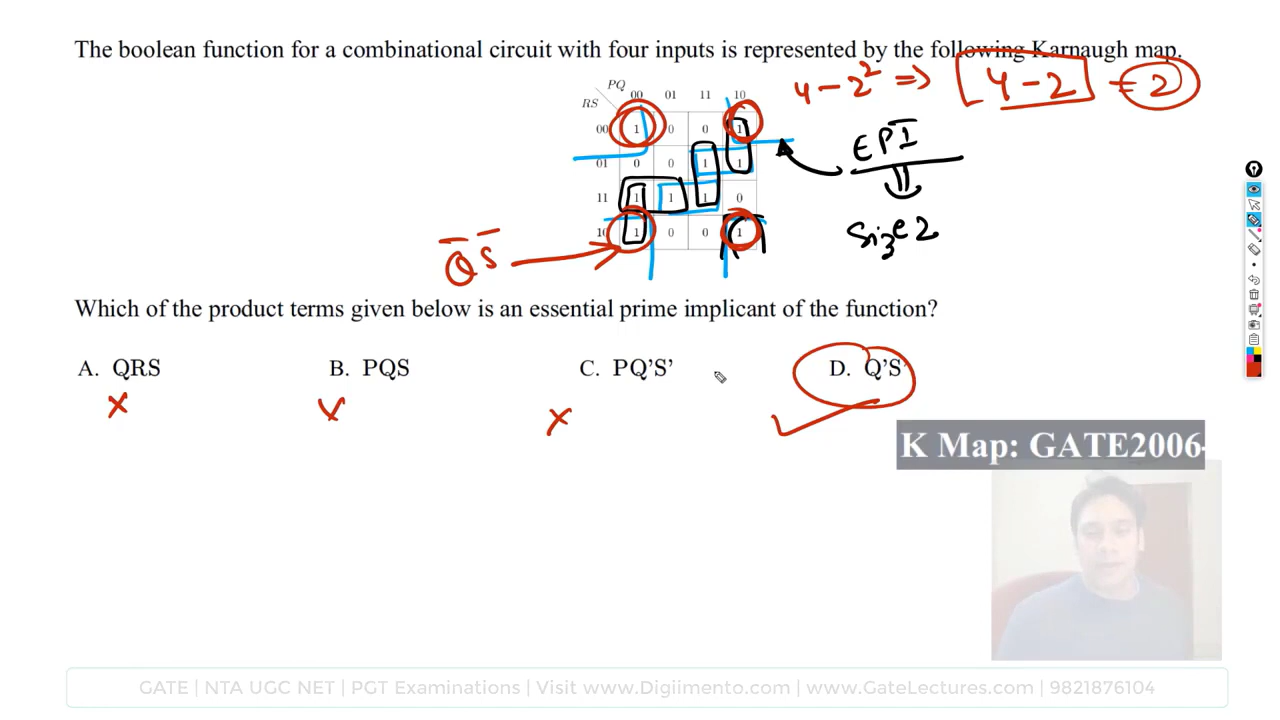 The boolean function for a combinational circuit with four inputs is represented by the following Karnaugh map.
4 - 2² => 4 - 2 = 2
PQ
RS
00 01 11 10
00 1 0 0 1
01 0 0 1 1
11 1 1 1 0
10 1 0 0 1
EPI
Size 2
Q̅ S̅
Which of the product terms given below is an essential prime implicant of the function?
A. QRS B. PQS C. PQ'S' D. Q'S'
K Map: GATE2006-
GATE | NTA UGC NET | PGT Examinations | Visit www.Digiimento.com | www.GateLectures.com | 9821876104